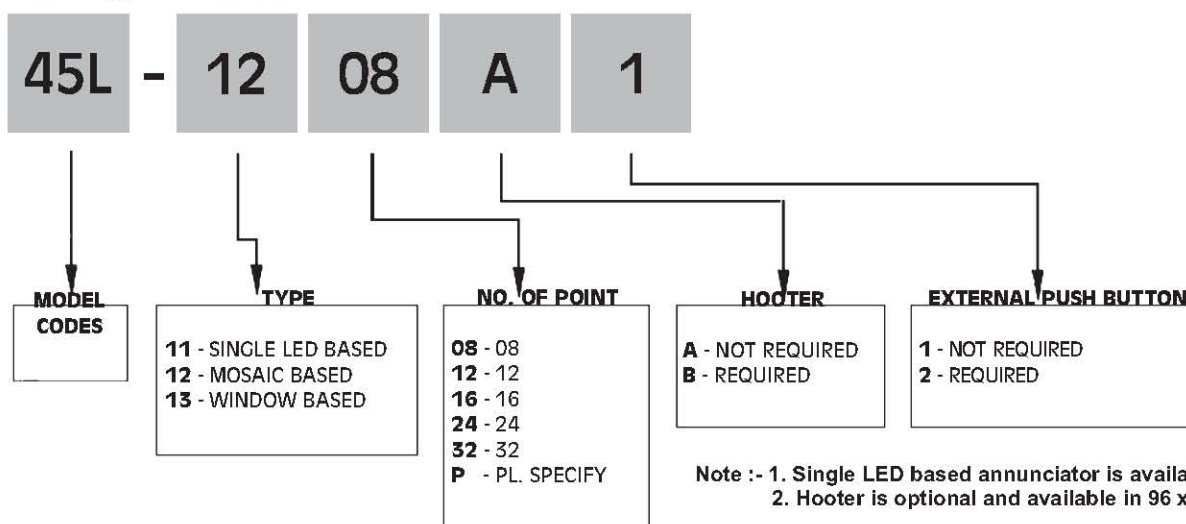 45L - 12 08 A 1
MODEL
CODES
TYPE
11 - SINGLE LED BASED
12 - MOSAIC BASED
13 - WINDOW BASED
NO. OF POINT
08 - 08
12 - 12
16 - 16
24 - 24
32 - 32
P - PL. SPECIFY
HOOTER
A - NOT REQUIRED
B - REQUIRED
EXTERNAL PUSH BUTTON
1 - NOT REQUIRED
2 - REQUIRED
Note :- 1. Single LED based annunciator is
2. Hooter is optional and available in 96 x